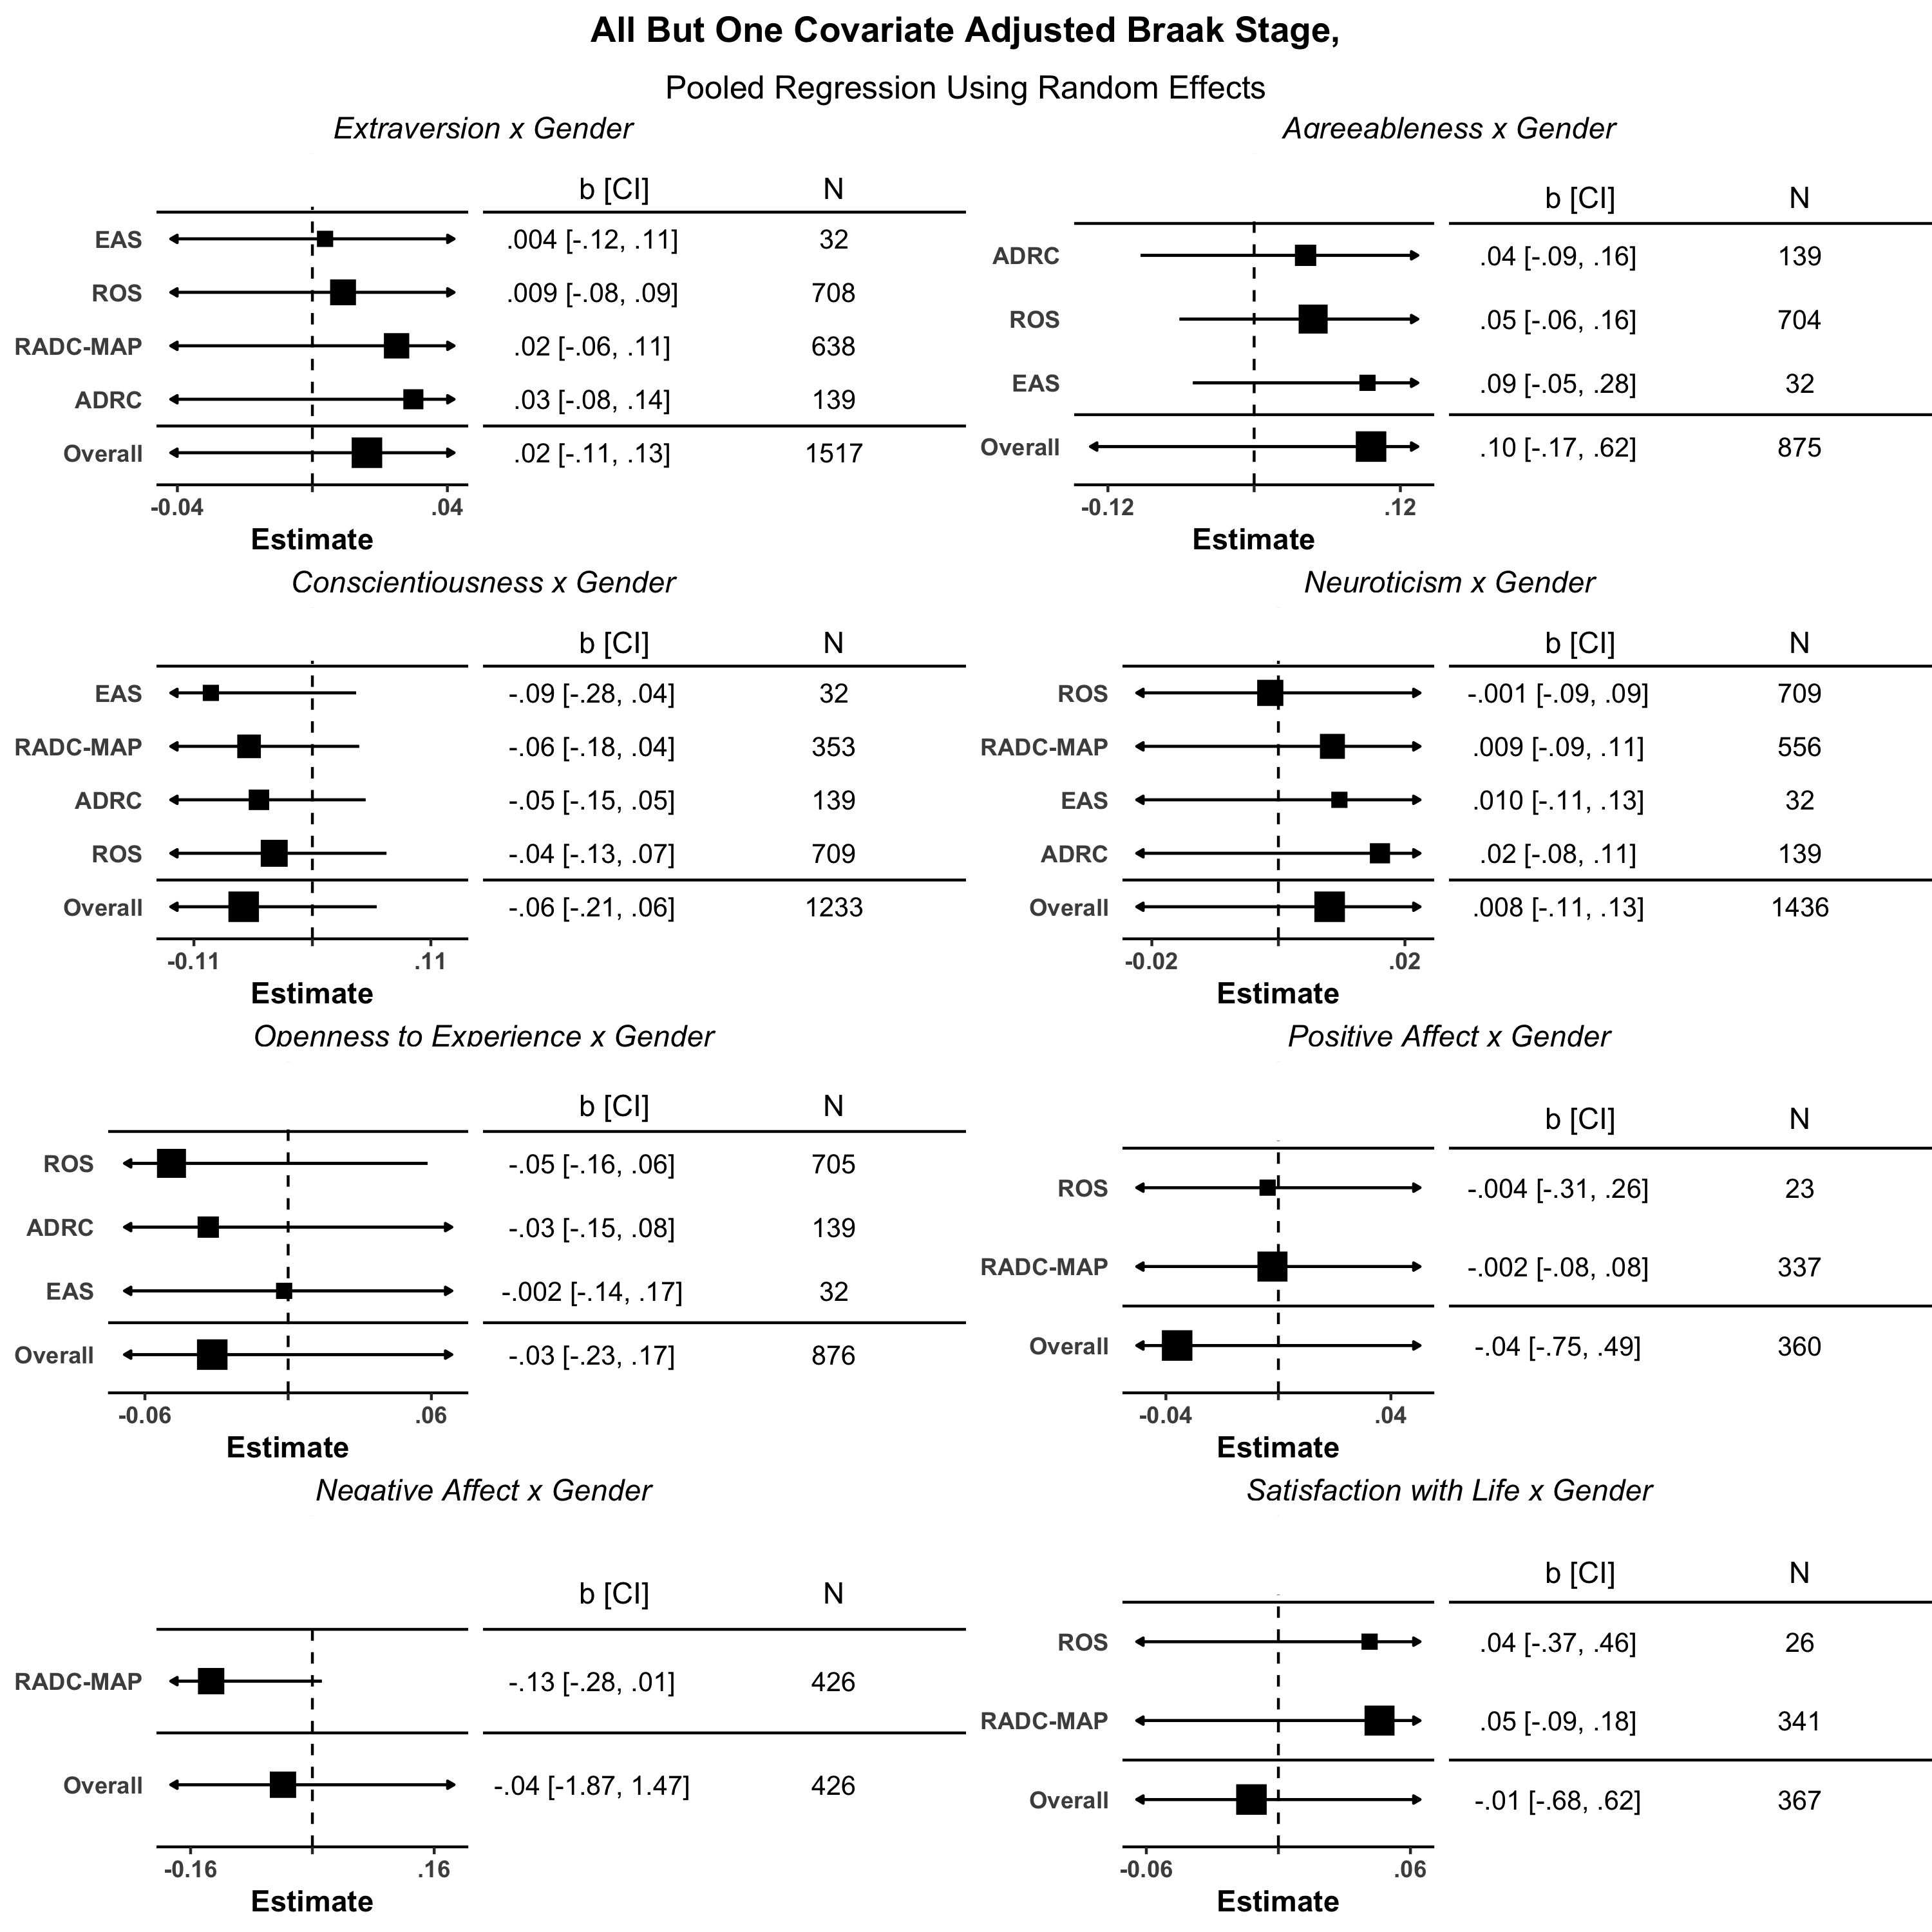 All But One Covariate Adjusted Braak Stage,
Pooled Regression Using Random Effects
Extraversion x Gender
b [CI] N
EAS .004 [-.12, .11] 32
ROS .009 [-.08, .09] 708
RADC-MAP .02 [-.06, .11] 638
ADRC .03 [-.08, .14] 139
Overall .02 [-.11, .13] 1517
-0.04 .04
Estimate
Agreeableness x Gender
b [CI] N
ADRC .04 [-.09, .16] 139
ROS .05 [-.06, .16] 704
EAS .09 [-.05, .28] 32
Overall .10 [-.17, .62] 875
-0.12 .12
Estimate
Conscientiousness x Gender
b [CI] N
EAS -.09 [-.28, .04] 32
RADC-MAP -.06 [-.18, .04] 353
ADRC -.05 [-.15, .05] 139
ROS -.04 [-.13, .07] 709
Overall -.06 [-.21, .06] 1233
-0.11 .11
Estimate
Neuroticism x Gender
b [CI] N
ROS -.001 [-.09, .09] 709
RADC-MAP .009 [-.09, .11] 556
EAS .010 [-.11, .13] 32
ADRC .02 [-.08, .11] 139
Overall .008 [-.11, .13] 1436
-0.02 .02
Estimate
Openness to Experience x Gender
b [CI] N
ROS -.05 [-.16, .06] 705
ADRC -.03 [-.15, .08] 139
EAS -.002 [-.14, .17] 32
Overall -.03 [-.23, .17] 876
-0.06 .06
Estimate
Positive Affect x Gender
b [CI] N
ROS -.004 [-.31, .26] 23
RADC-MAP -.002 [-.08, .08] 337
Overall -.04 [-.75, .49] 360
-0.04 .04
Estimate
Negative Affect x Gender
b [CI] N
RADC-MAP -.13 [-.28, .01] 426
Overall -.04 [-1.87, 1.47] 426
-0.16 .16
Estimate
Satisfaction with Life x Gender
b [CI] N
ROS .04 [-.37, .46] 26
RADC-MAP .05 [-.09, .18] 341
Overall -.01 [-.68, .62] 367
-0.06 .06
Estimate